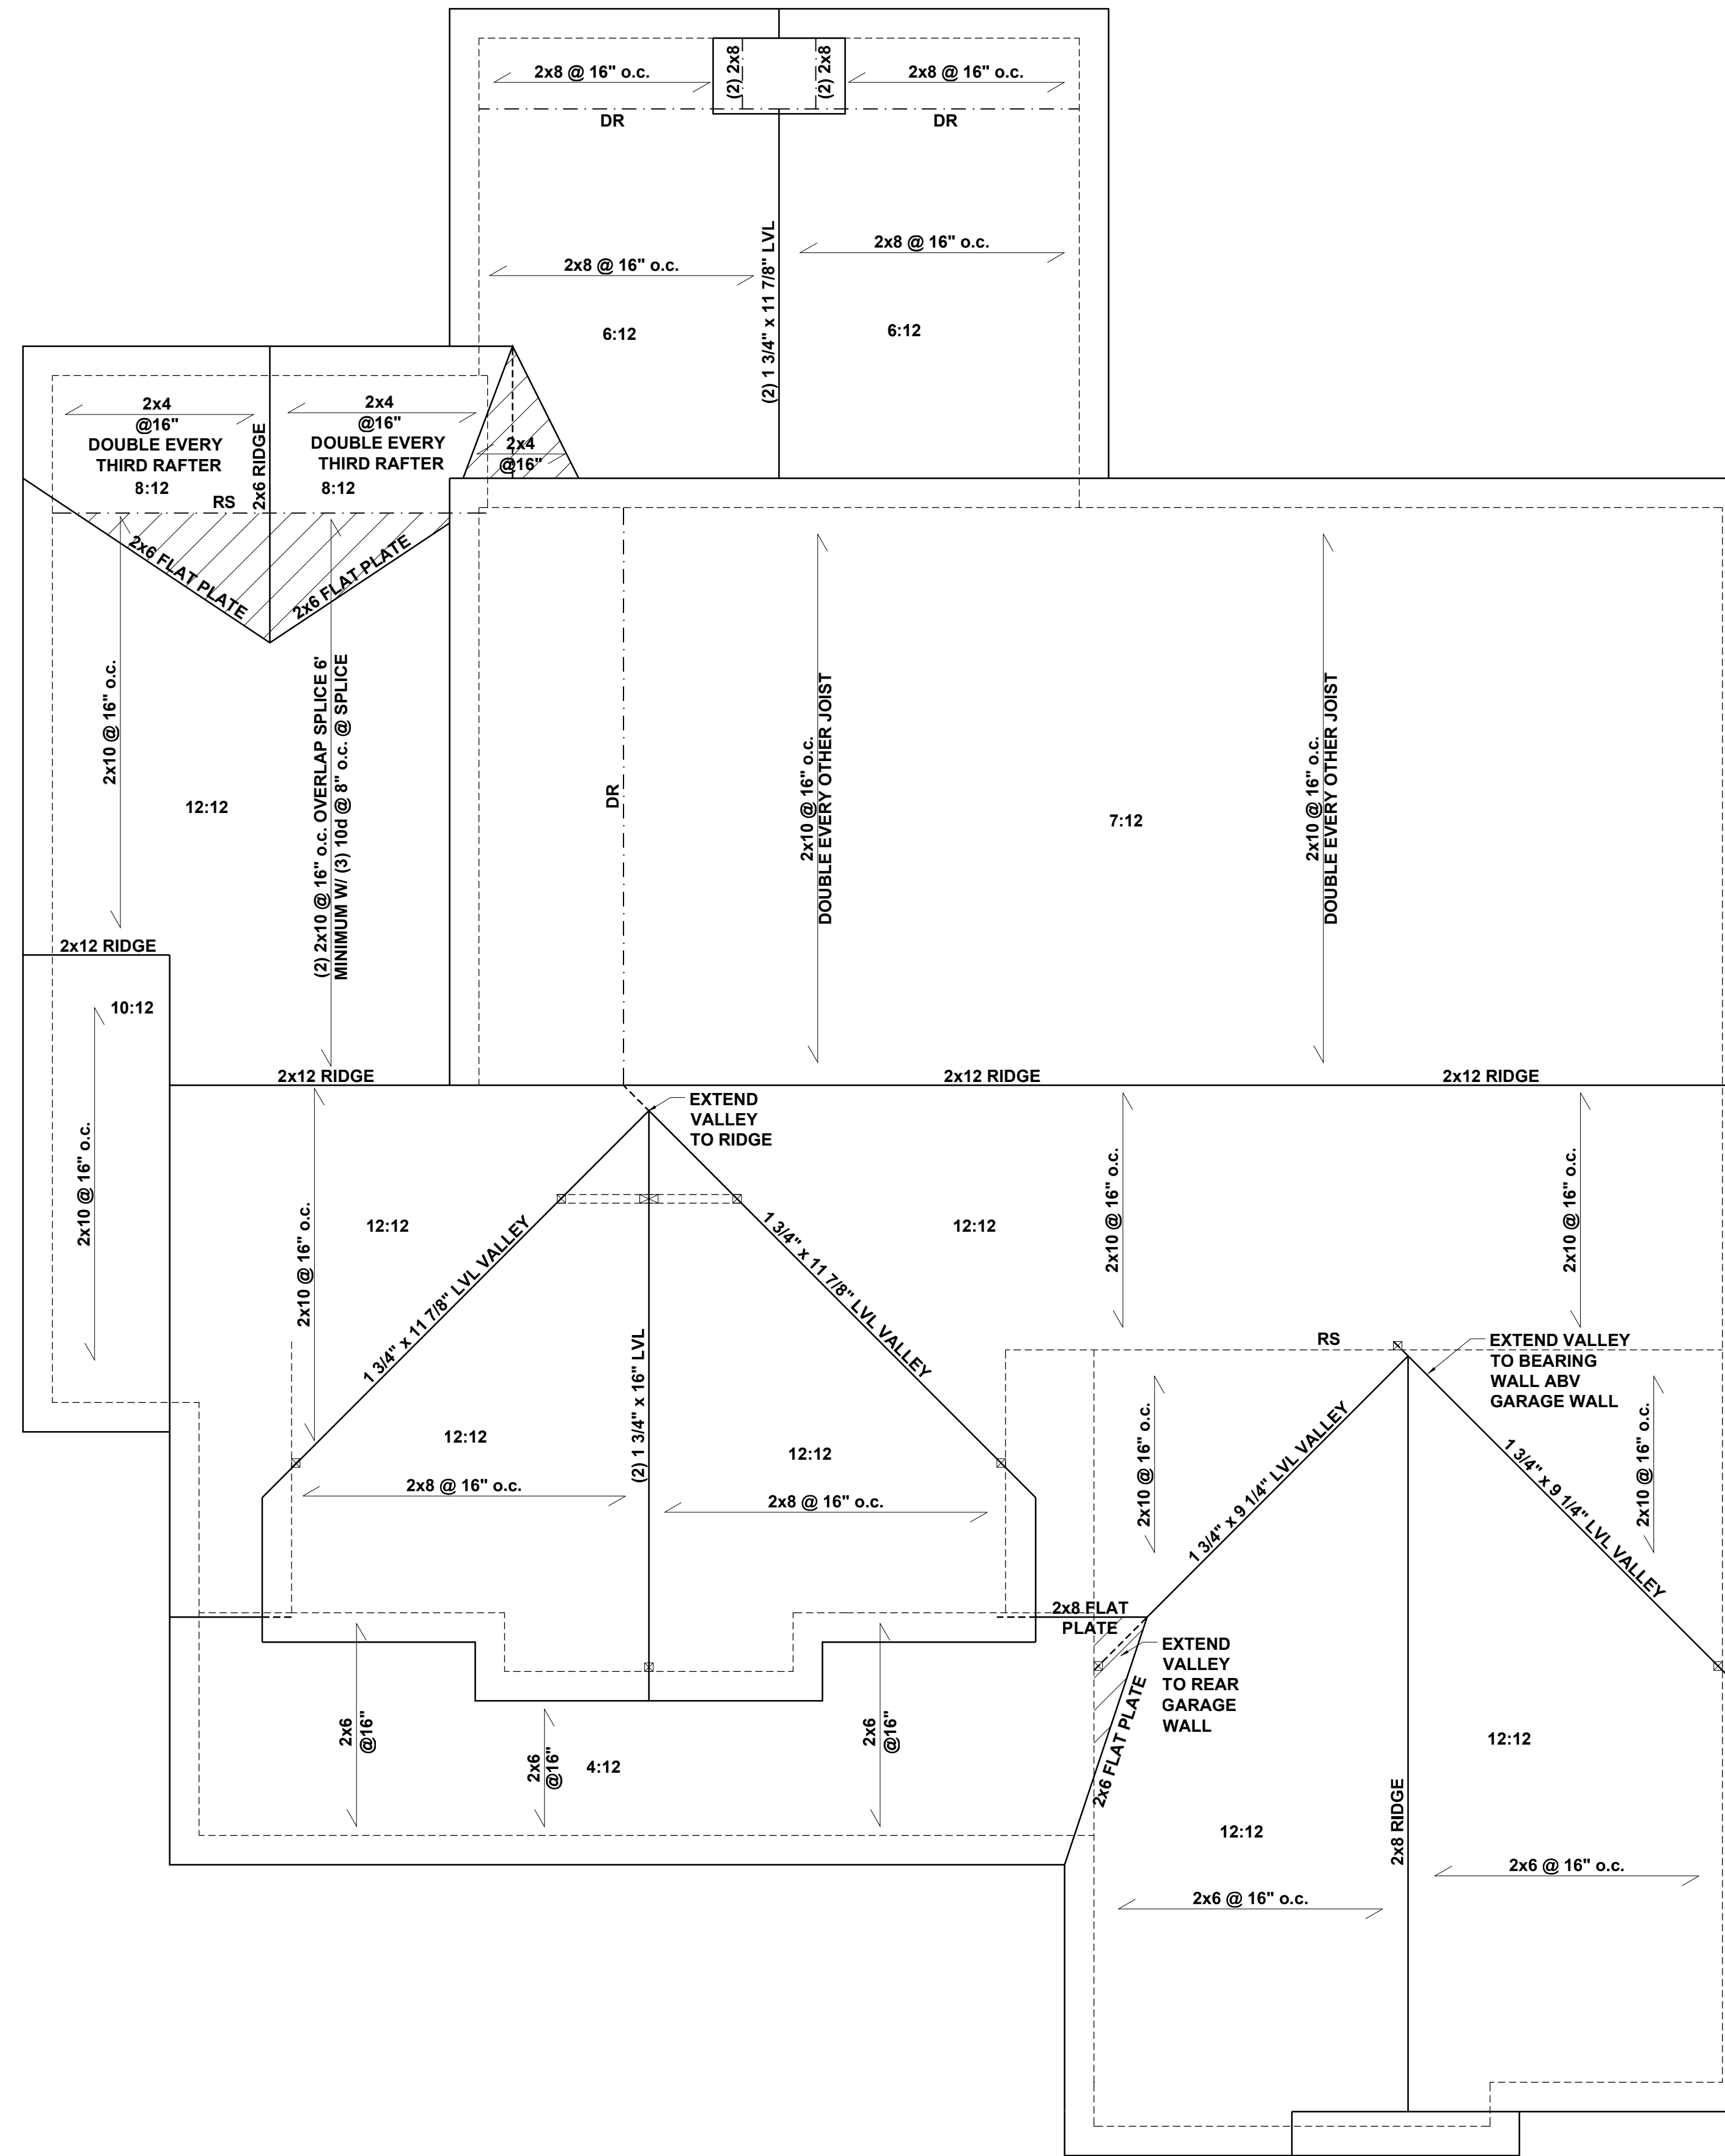 2x8 @ 16" o.c.
(2) 2x8
(2) 2x8
2x8 @ 16" o.c.
DR
DR
2x8 @ 16" o.c.
(2) 1 3/4" x 11 7/8" LVL
2x8 @ 16" o.c.
6:12
6:12
2x4
@16"
DOUBLE EVERY
THIRD RAFTER
8:12
2x6 RIDGE
2x4
@16"
DOUBLE EVERY
THIRD RAFTER
8:12
RS
2x4
@16"
2x6 FLAT PLATE
2x6 FLAT PLATE
2x10 @ 16" o.c.
12:12
(2) 2x10 @ 16" o.c. OVERLAP SPLICE 6'
MINIMUM W/ (3) 10d @ 8" o.c. @ SPLICE
DR
2x10 @ 16" o.c.
DOUBLE EVERY OTHER JOIST
7:12
2x10 @ 16" o.c.
DOUBLE EVERY OTHER JOIST
2x12 RIDGE
10:12
2x10 @ 16" o.c.
2x12 RIDGE
2x12 RIDGE
2x12 RIDGE
EXTEND
VALLEY
TO RIDGE
2x10 @ 16" o.c.
12:12
1 3/4" x 11 7/8" LVL VALLEY
1 3/4" x 11 7/8" LVL VALLEY
12:12
2x10 @ 16" o.c.
2x10 @ 16" o.c.
(2) 1 3/4" x 16" LVL
RS
EXTEND VALLEY
TO BEARING
WALL ABV
GARAGE WALL
12:12
12:12
2x8 @ 16" o.c.
2x8 @ 16" o.c.
2x10 @ 16" o.c.
1 3/4" x 9 1/4" LVL VALLEY
1 3/4" x 9 1/4" LVL VALLEY
2x10 @ 16" o.c.
2x8 FLAT
PLATE
EXTEND
VALLEY
TO REAR
GARAGE
WALL
2x6
@16"
2x6
@16"
4:12
2x6
@16"
2x6 FLAT PLATE
12:12
12:12
2x8 RIDGE
2x6 @ 16" o.c.
2x6 @ 16" o.c.